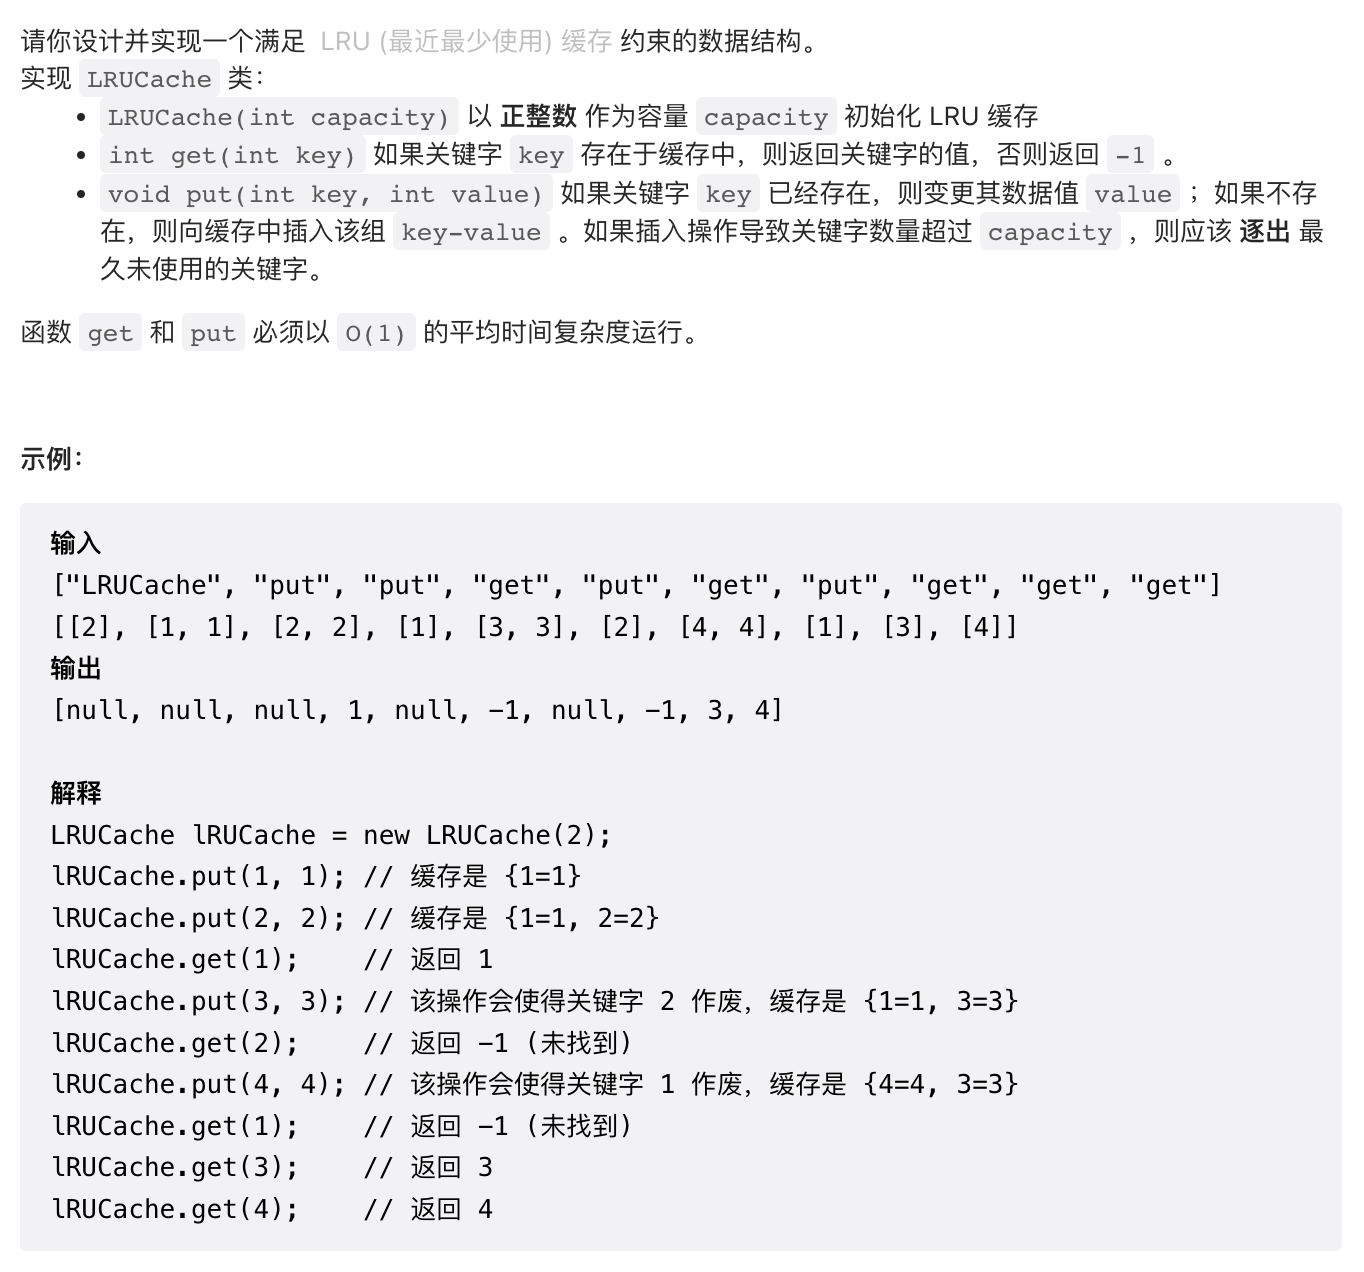 请你设计并实现一个满足 LRU (最近最少使用) 缓存 约束的数据结构。
实现 LRUCache 类：
• LRUCache(int capacity) 以 正整数 作为容量 capacity 初始化 LRU 缓存
• int get(int key) 如果关键字 key 存在于缓存中，则返回关键字的值，否则返回 -1 。
• void put(int key, int value) 如果关键字 key 已经存在，则变更其数据值 value ；如果不存
在，则向缓存中插入该组 key-value 。如果插入操作导致关键字数量超过 capacity ，则应该 逐出 最
久未使用的关键字。
函数 get 和 put 必须以 O(1) 的平均时间复杂度运行。
示例：
输入
["LRUCache", "put", "put", "get", "put", "get", "put", "get", "get", "get"]
[[2], [1, 1], [2, 2], [1], [3, 3], [2], [4, 4], [1], [3], [4]]
输出
[null, null, null, 1, null, -1, null, -1, 3, 4]
解释
LRUCache lRUCache = new LRUCache(2);
lRUCache.put(1, 1); // 缓存是 {1=1}
lRUCache.put(2, 2); // 缓存是 {1=1, 2=2}
lRUCache.get(1);    // 返回 1
lRUCache.put(3, 3); // 该操作会使得关键字 2 作废，缓存是 {1=1, 3=3}
lRUCache.get(2);    // 返回 -1 (未找到)
lRUCache.put(4, 4); // 该操作会使得关键字 1 作废，缓存是 {4=4, 3=3}
lRUCache.get(1);    // 返回 -1 (未找到)
lRUCache.get(3);    // 返回 3
lRUCache.get(4);    // 返回 4